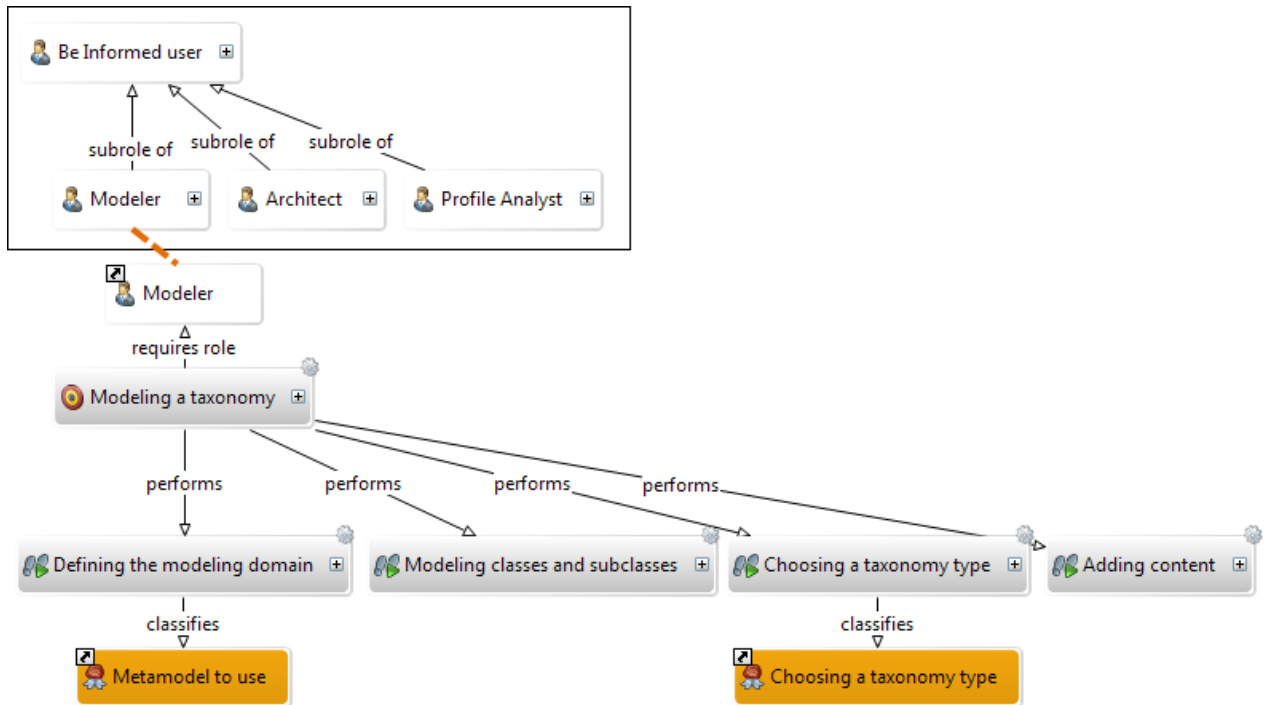 Be Informed user
subrole of
subrole of
subrole of
Modeler
Architect
Profile Analyst
Modeler
requires role
Modeling a taxonomy
performs
performs
performs
performs
Defining the modeling domain
Modeling classes and subclasses
Choosing a taxonomy type
Adding content
classifies
classifies
Metamodel to use
Choosing a taxonomy type